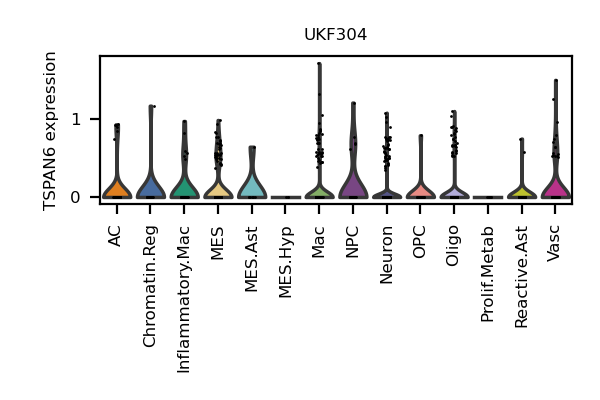 UKF304
TSPAN6 expression
1
0
AC
Chromatin.Reg
Inflammatory.Mac
MES
MES.Ast
MES.Hyp
Mac
NPC
Neuron
OPC
Oligo
Prolif.Metab
Reactive.Ast
Vasc